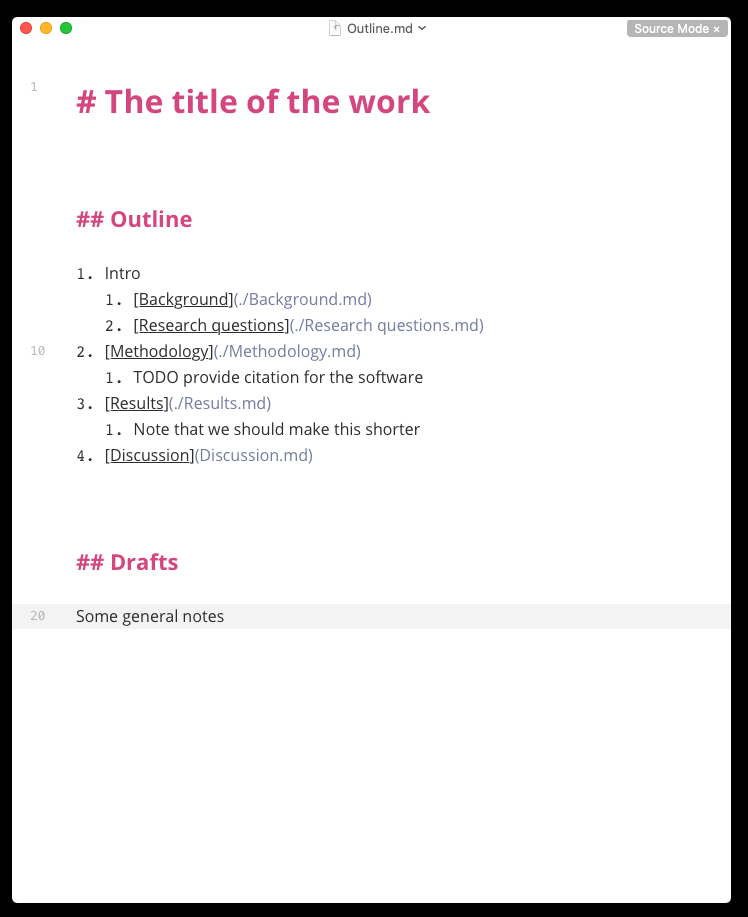 Outline.md
Source Mode ×
1
# The title of the work
## Outline
1. Intro
1. [Background](./Background.md)
2. [Research questions](./Research questions.md)
10
2. [Methodology](./Methodology.md)
1. TODO provide citation for the software
3. [Results](./Results.md)
1. Note that we should make this shorter
4. [Discussion](Discussion.md)
## Drafts
20
Some general notes